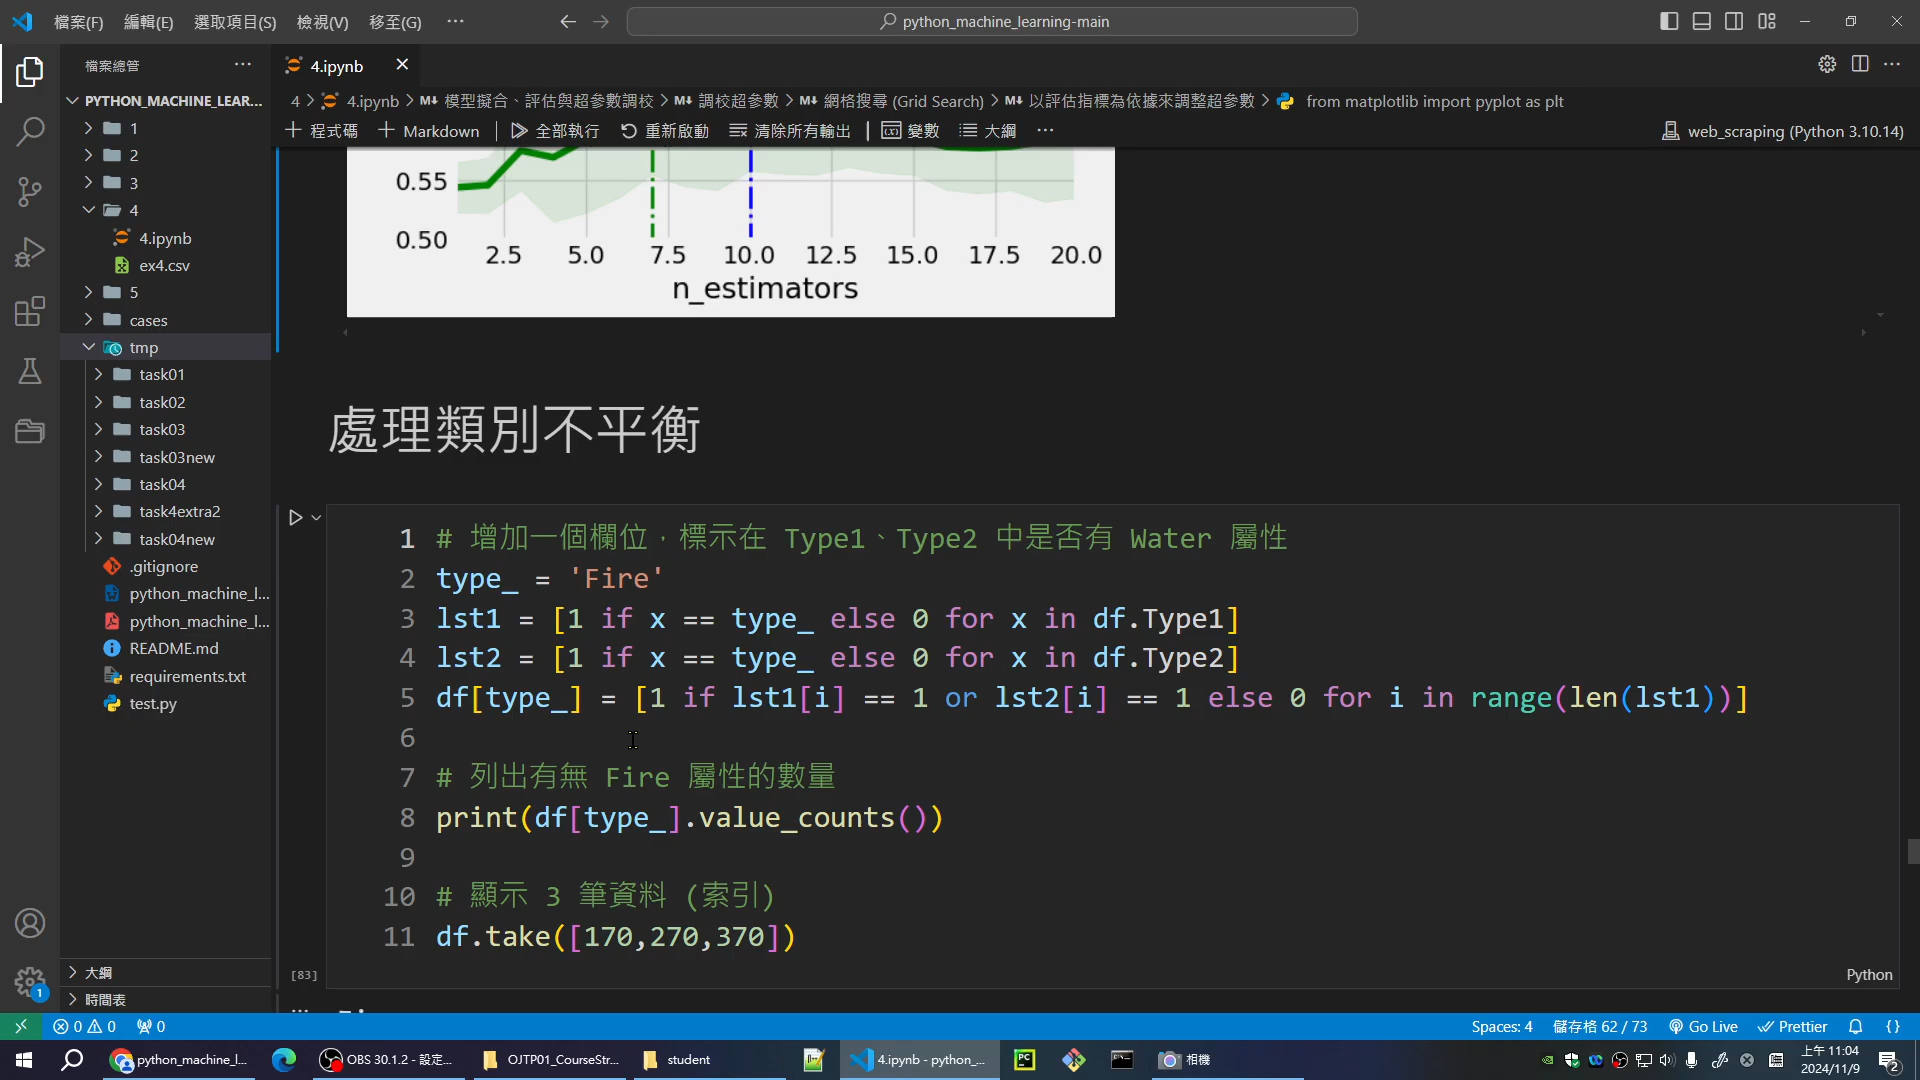 檔案(F) 編輯(E) 選取項目(S) 檢視(V) 移至(G) ··· python_machine_learning-main
檔案總管 ···
4.ipynb
PYTHON_MACHINE_LEAR...
1
2
3
4
4.ipynb
ex4.csv
5
cases
tmp
task01
task02
task03
task03new
task04
task4extra2
task04new
.gitignore
python_machine_l...
python_machine_l...
README.md
requirements.txt
test.py
大綱
時間表
4 > 4.ipynb > M↓ 模型擬合、評估與超參數調校 > M↓ 調校超參數 > M↓ 網格搜尋 (Grid Search) > M↓ 以評估指標為依據來調整超參數 > from matplotlib import pyplot as plt
+ 程式碼 + Markdown 全部執行 重新啟動 清除所有輸出 變數 大綱 ··· web_scraping (Python 3.10.14)
0.55
0.50
2.5 5.0 7.5 10.0 12.5 15.0 17.5 20.0
n_estimators
處理類別不平衡
1 # 增加一個欄位，標示在 Type1、Type2 中是否有 Water 屬性
2 type_ = 'Fire'
3 lst1 = [1 if x == type_ else 0 for x in df.Type1]
4 lst2 = [1 if x == type_ else 0 for x in df.Type2]
5 df[type_] = [1 if lst1[i] == 1 or lst2[i] == 1 else 0 for i in range(len(lst1))]
6
7 # 列出有無 Fire 屬性的數量
8 print(df[type_].value_counts())
9
10 # 顯示 3 筆資料 (索引)
11 df.take([170,270,370])
[83]
Python
1
0 0 0 Spaces: 4 儲存格 62 / 73 Go Live Prettier
python_machine_l... OBS 30.1.2 - 設定... OJTP01_CourseStr... student 4.ipynb - python_... PC 相機
上午 11:04
2024/11/9
2